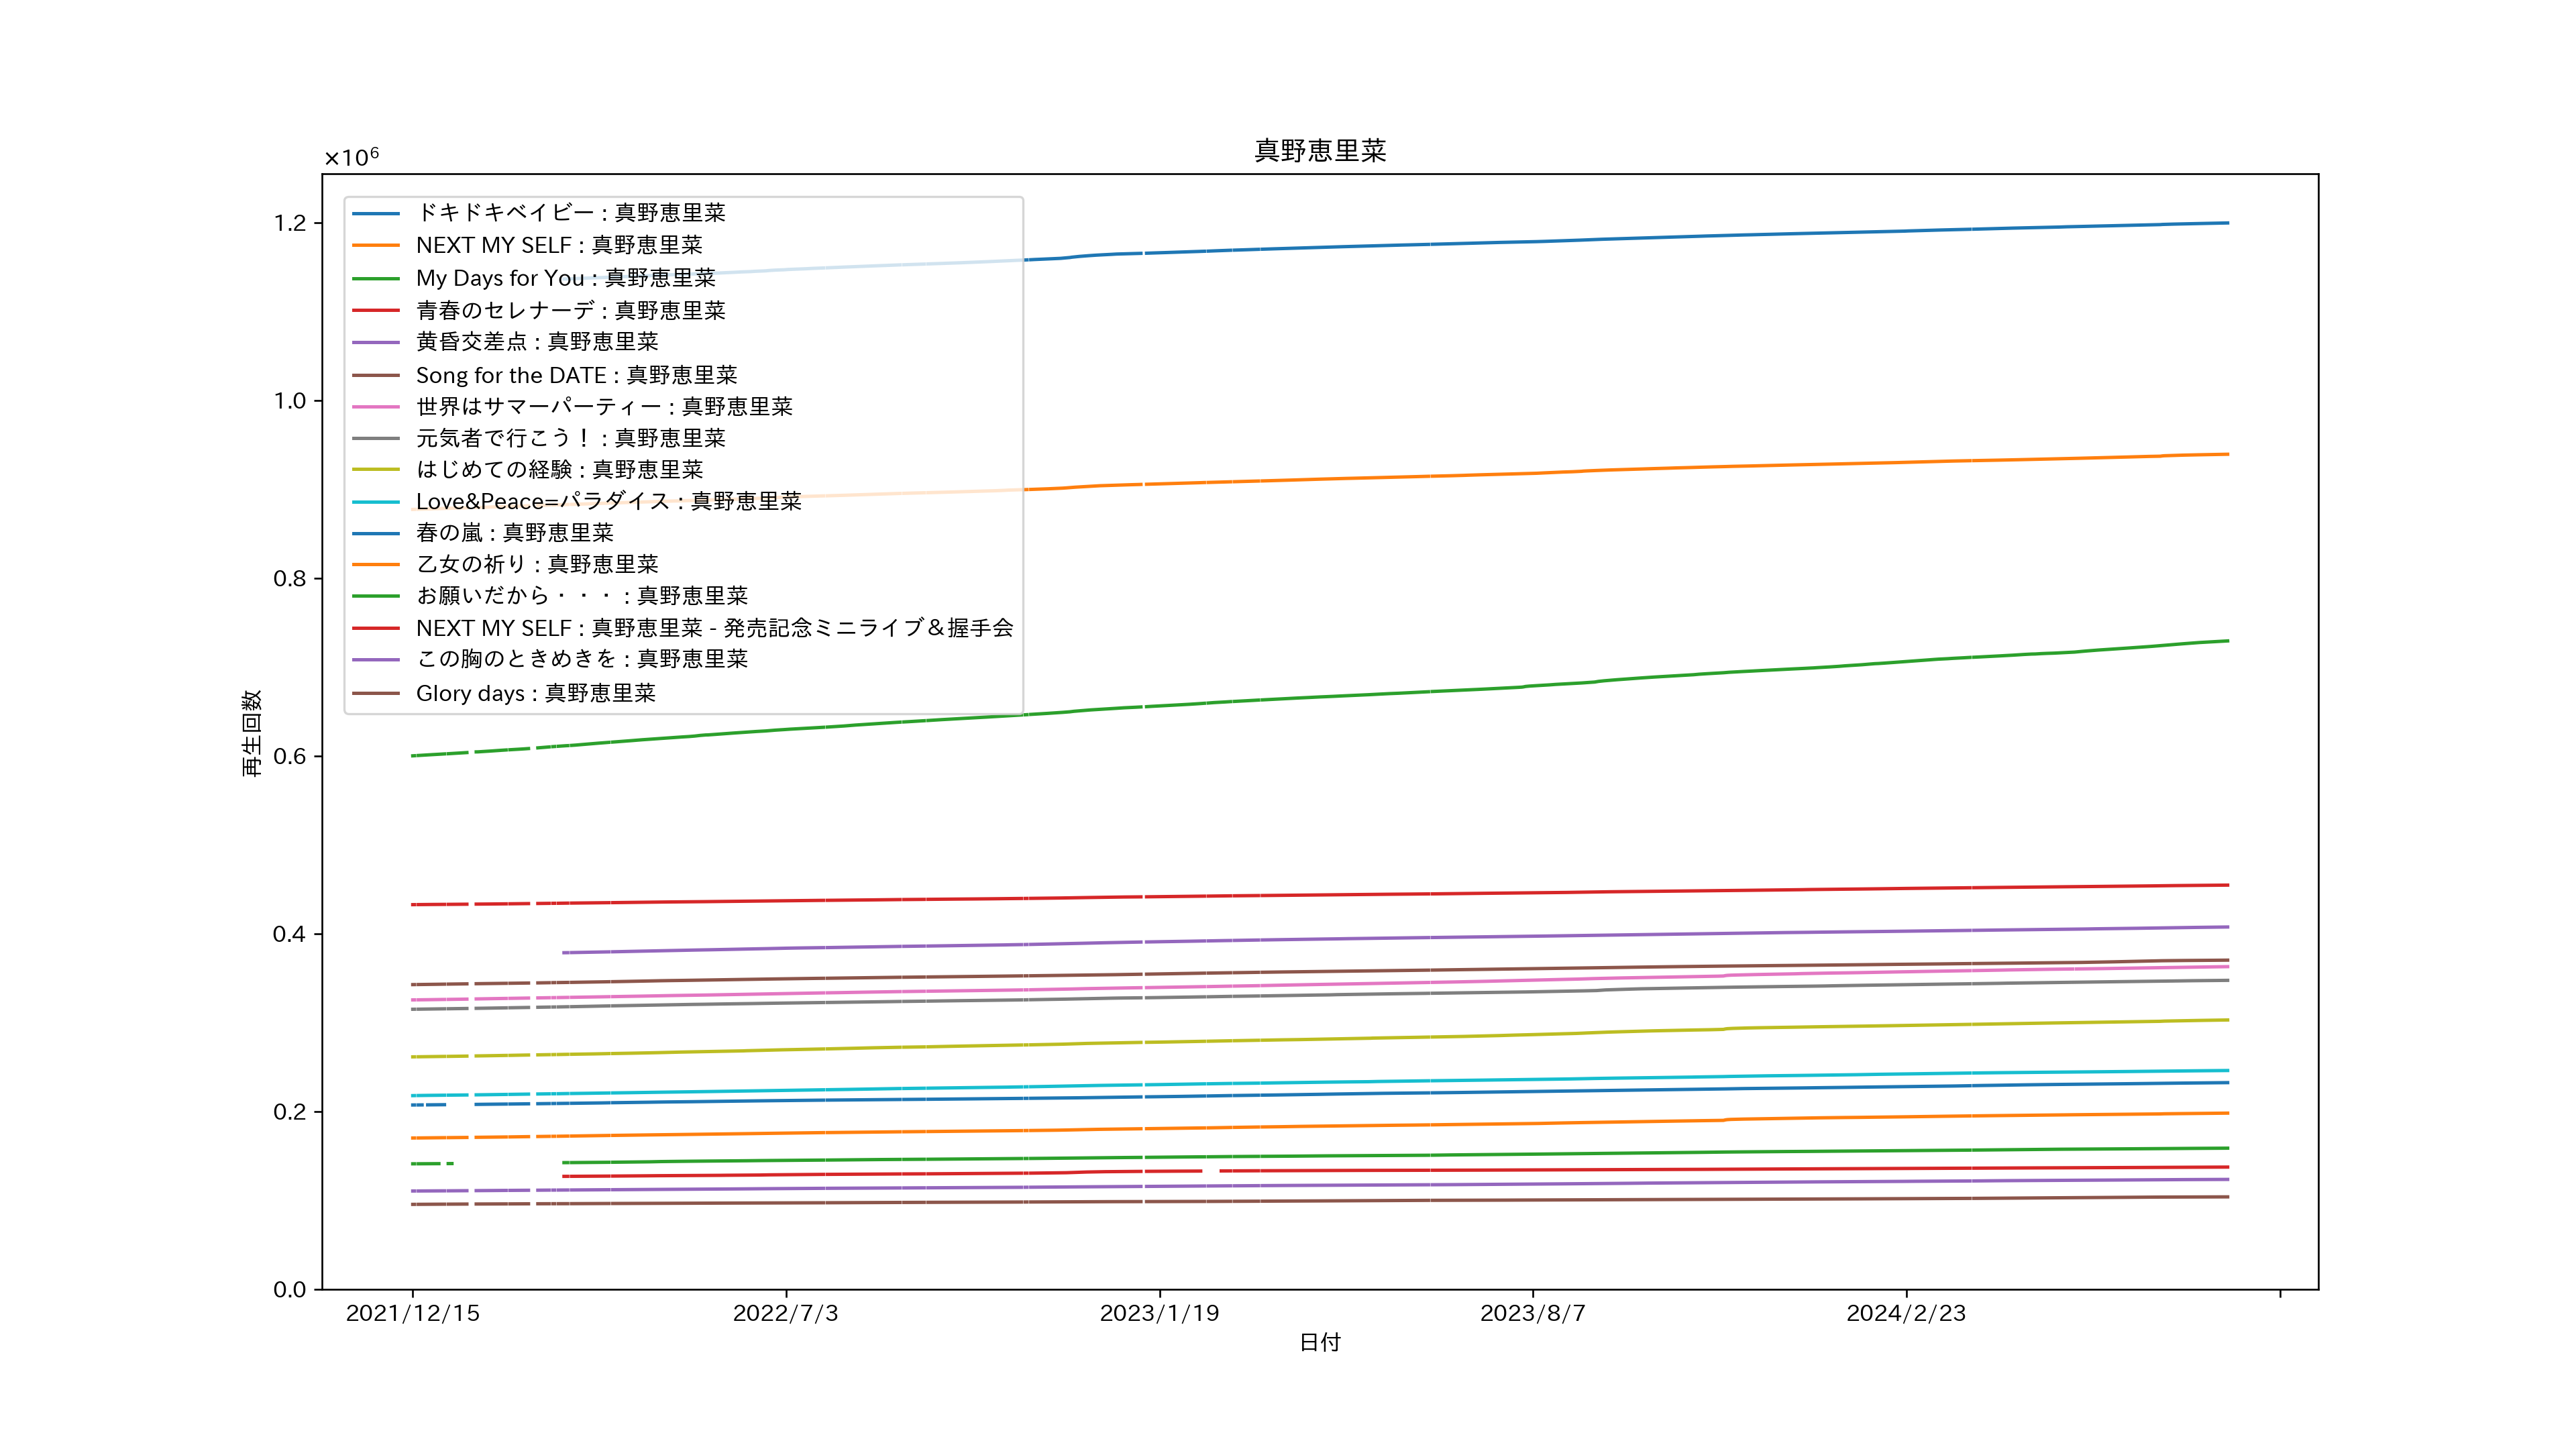 真野恵里菜
×10⁶
1.2
1.0
0.8
0.6
0.4
0.2
0.0
再生回数
ドキドキベイビー : 真野恵里菜
NEXT MY SELF : 真野恵里菜
My Days for You : 真野恵里菜
青春のセレナーデ : 真野恵里菜
黄昏交差点 : 真野恵里菜
Song for the DATE : 真野恵里菜
世界はサマーパーティー : 真野恵里菜
元気者で行こう！ : 真野恵里菜
はじめての経験 : 真野恵里菜
Love&Peace=パラダイス : 真野恵里菜
春の嵐 : 真野恵里菜
乙女の祈り : 真野恵里菜
お願いだから・・・ : 真野恵里菜
NEXT MY SELF : 真野恵里菜 - 発売記念ミニライブ＆握手会
この胸のときめきを : 真野恵里菜
Glory days : 真野恵里菜
2021/12/15
2022/7/3
2023/1/19
2023/8/7
2024/2/23
日付